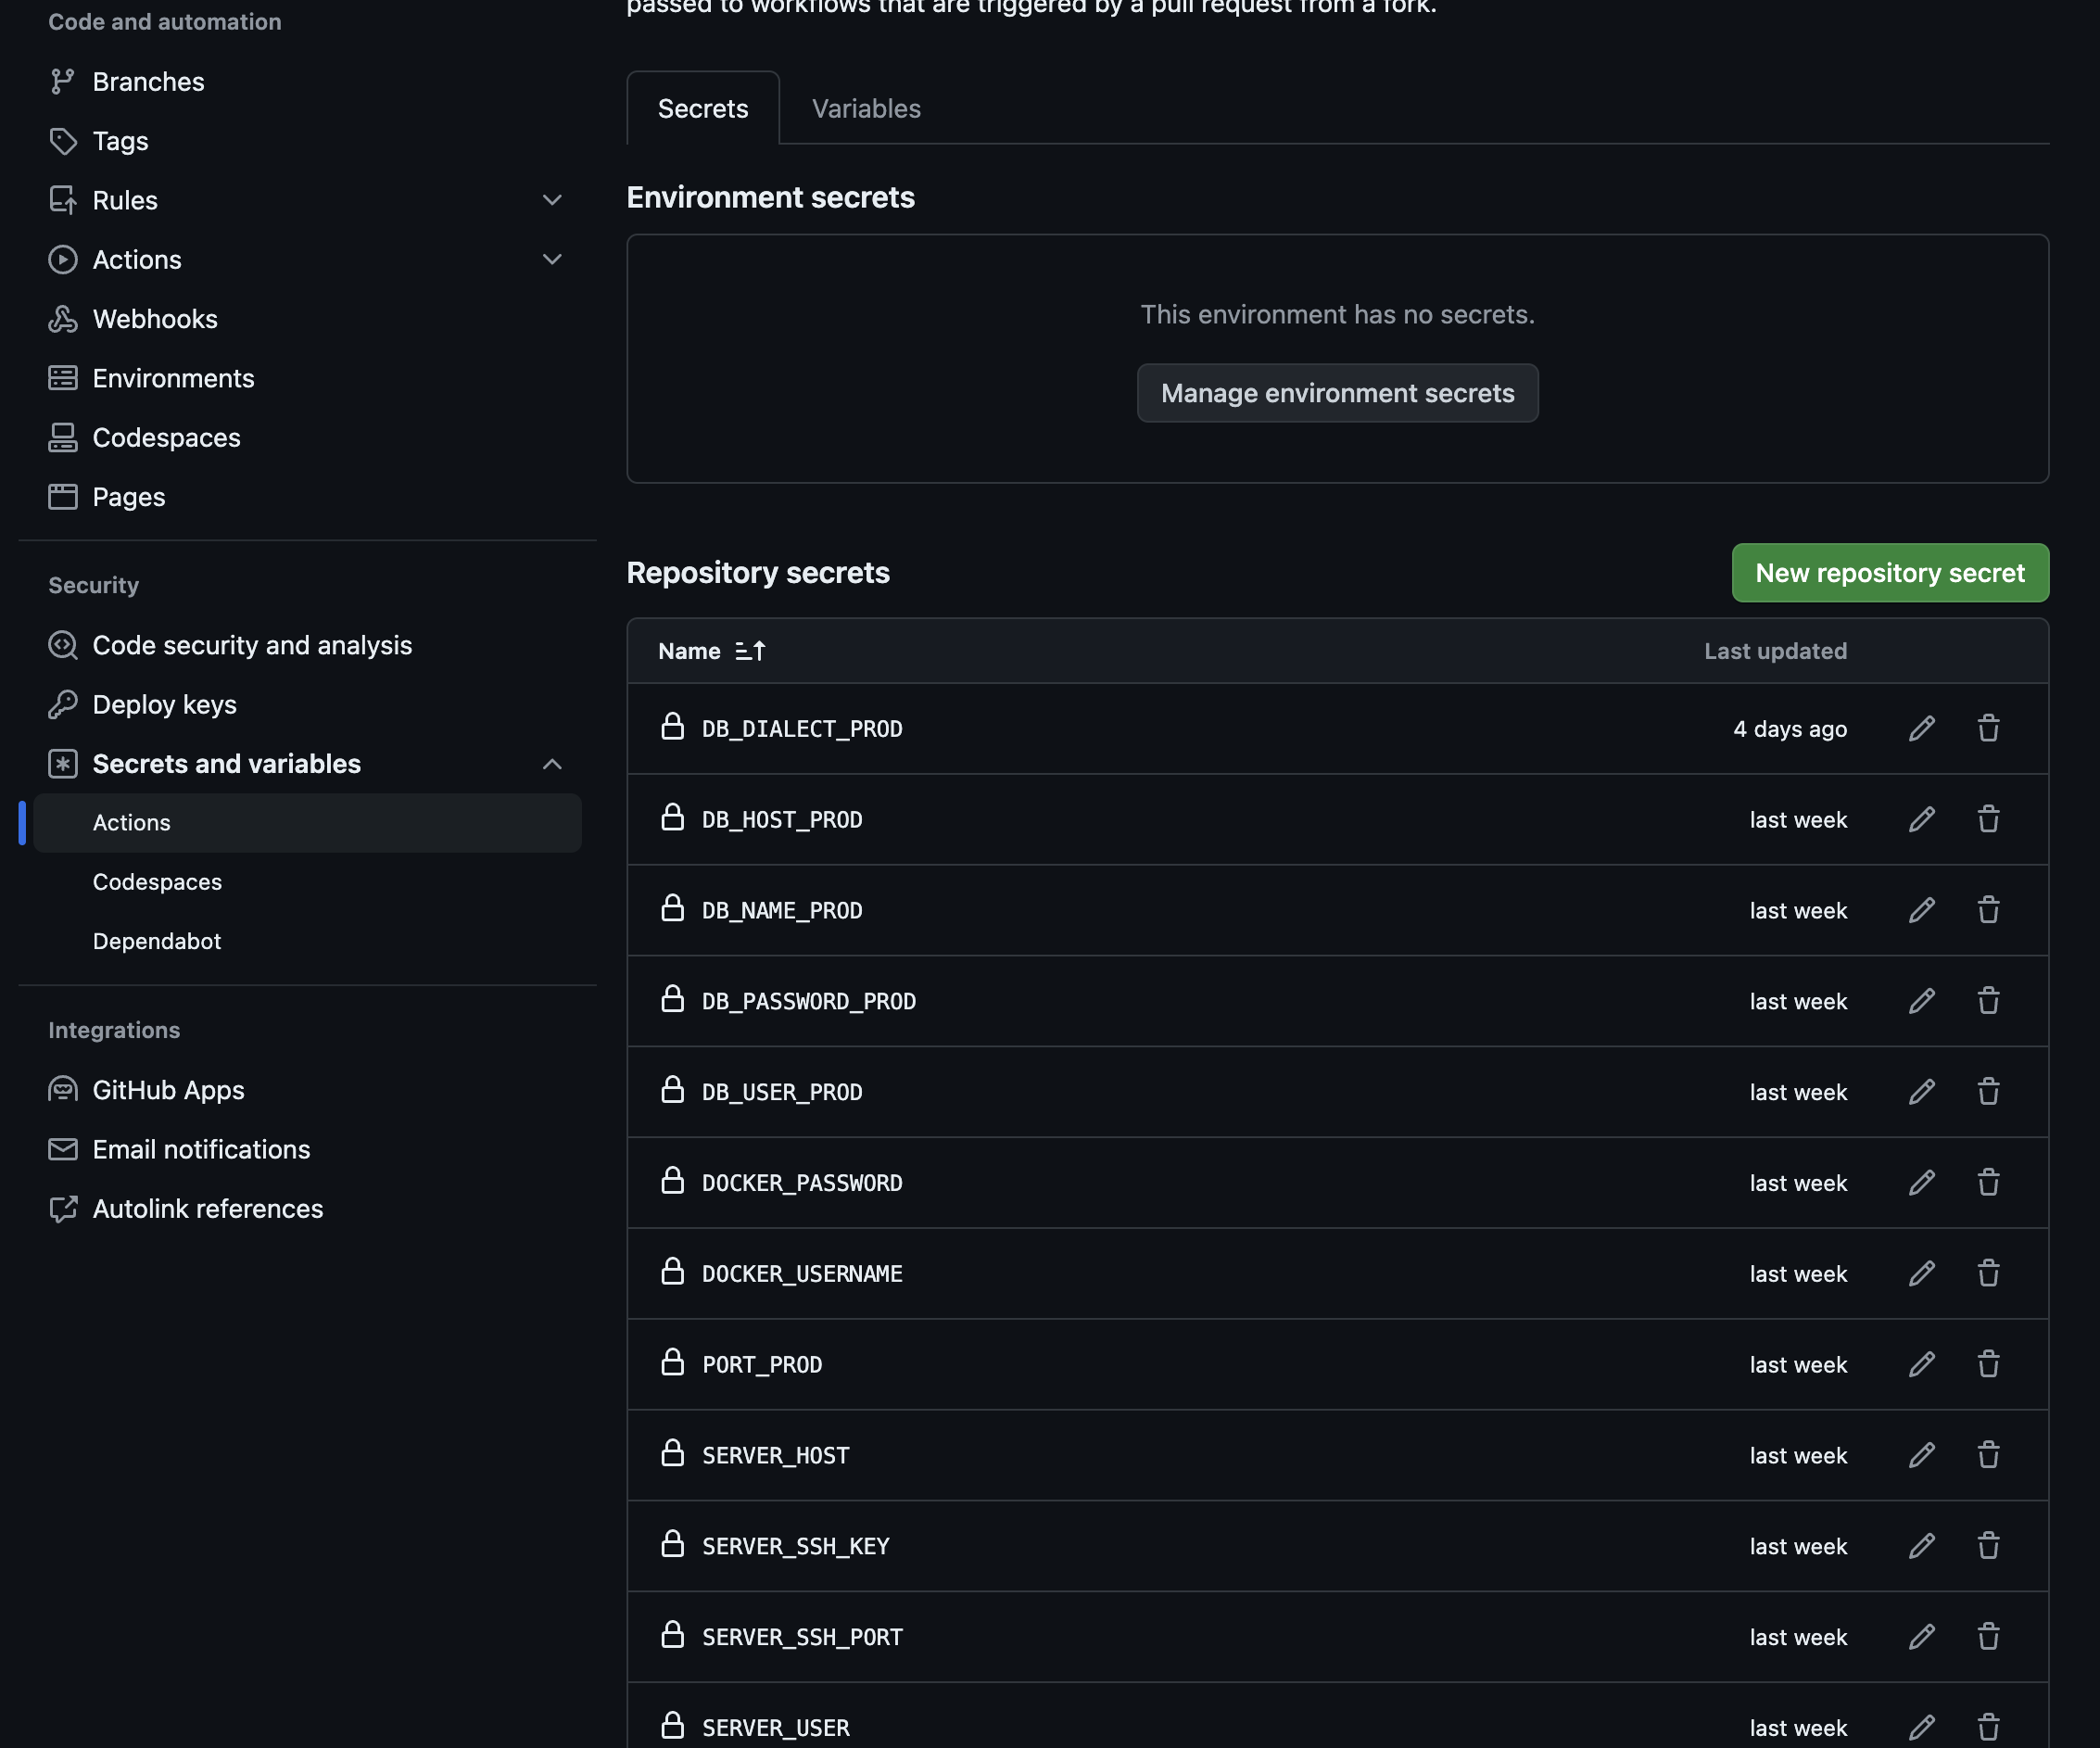 Code and automation
Branches
Tags
Rules
Actions
Webhooks
Environments
Codespaces
Pages
Security
Code security and analysis
Deploy keys
Secrets and variables
Actions
Codespaces
Dependabot
Integrations
GitHub Apps
Email notifications
Autolink references
passed to workflows that are triggered by a pull request from a fork.
Secrets Variables
Environment secrets
This environment has no secrets.
Manage environment secrets
Repository secrets New repository secret
Name Last updated
DB_DIALECT_PROD 4 days ago
DB_HOST_PROD last week
DB_NAME_PROD last week
DB_PASSWORD_PROD last week
DB_USER_PROD last week
DOCKER_PASSWORD last week
DOCKER_USERNAME last week
PORT_PROD last week
SERVER_HOST last week
SERVER_SSH_KEY last week
SERVER_SSH_PORT last week
SERVER_USER last week